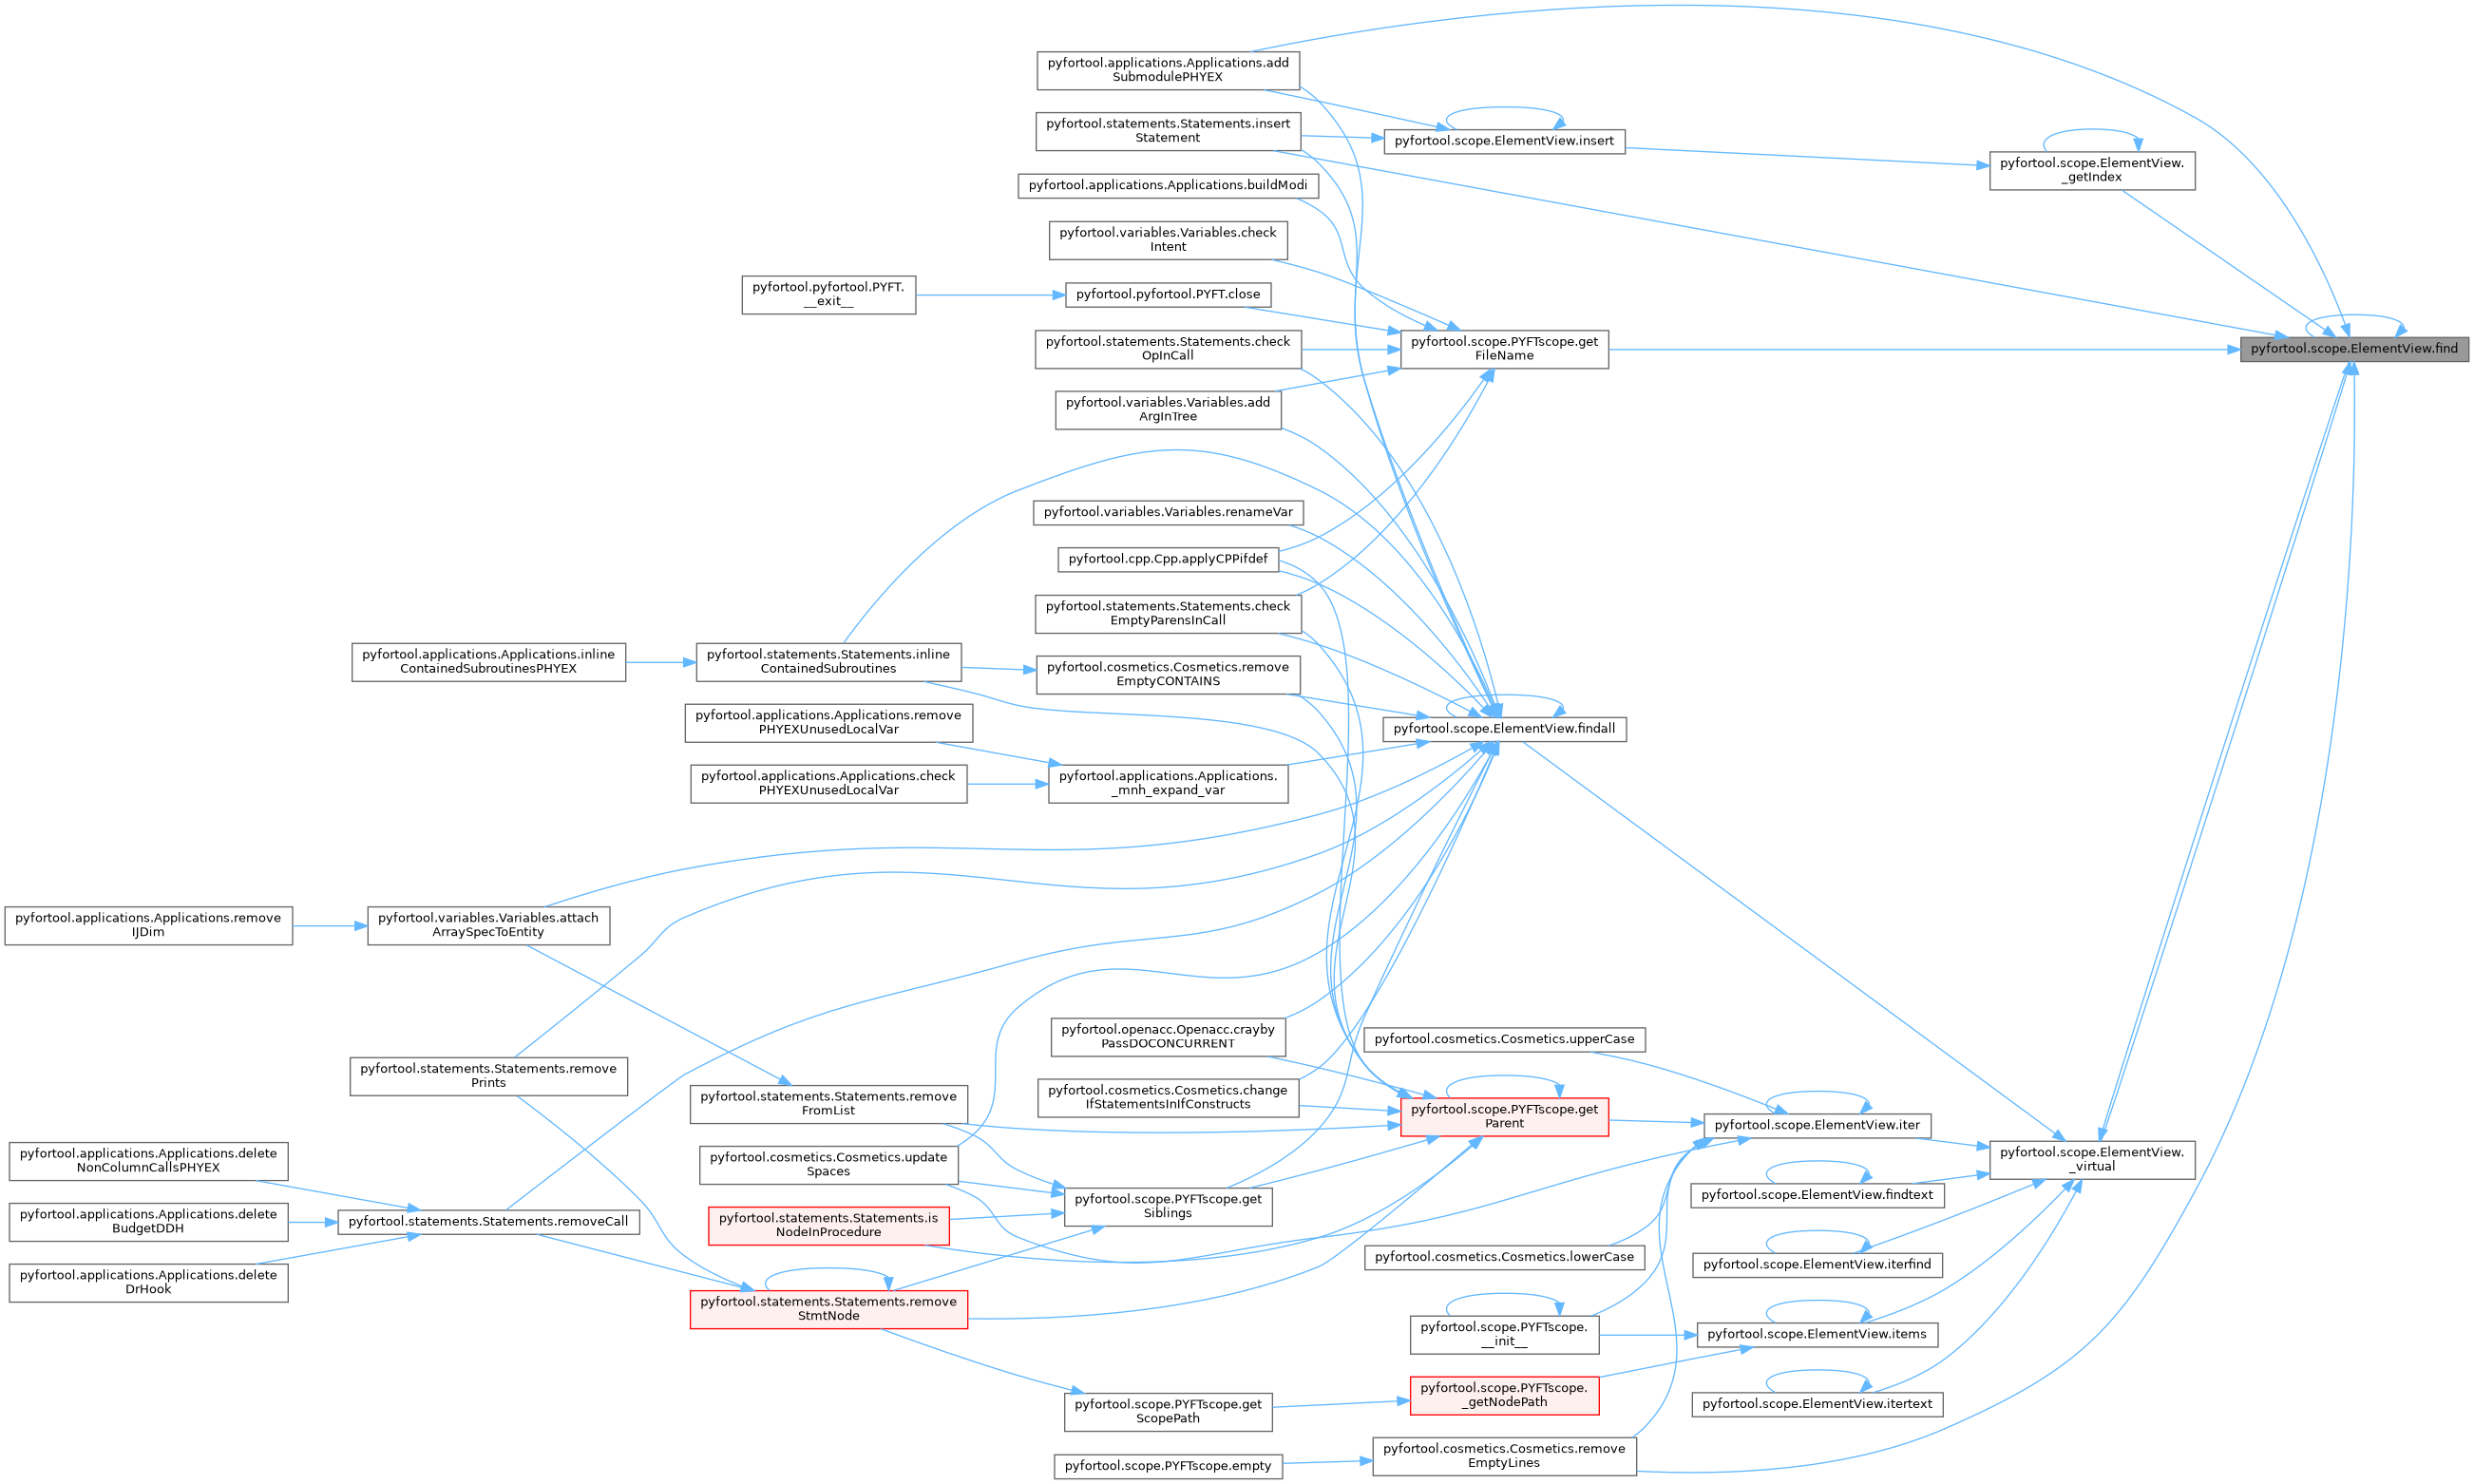 pyfortool.applications.Applications.add
SubmodulePHYEX
pyfortool.statements.Statements.insert
Statement
pyfortool.scope.ElementView.insert
pyfortool.scope.ElementView.
_getIndex
pyfortool.applications.Applications.buildModi
pyfortool.variables.Variables.check
Intent
pyfortool.pyfortool.PYFT.
__exit__
pyfortool.pyfortool.PYFT.close
pyfortool.statements.Statements.check
OpInCall
pyfortool.scope.PYFTscope.get
FileName
pyfortool.scope.ElementView.find
pyfortool.variables.Variables.add
ArgInTree
pyfortool.variables.Variables.renameVar
pyfortool.cpp.Cpp.applyCPPifdef
pyfortool.statements.Statements.check
EmptyParensInCall
pyfortool.applications.Applications.inline
ContainedSubroutinesPHYEX
pyfortool.statements.Statements.inline
ContainedSubroutines
pyfortool.cosmetics.Cosmetics.remove
EmptyCONTAINS
pyfortool.applications.Applications.remove
PHYEXUnusedLocalVar
pyfortool.scope.ElementView.findall
pyfortool.applications.Applications.check
PHYEXUnusedLocalVar
pyfortool.applications.Applications.
_mnh_expand_var
pyfortool.applications.Applications.remove
IJDim
pyfortool.variables.Variables.attach
ArraySpecToEntity
pyfortool.openacc.Openacc.crayby
PassDOCONCURRENT
pyfortool.cosmetics.Cosmetics.upperCase
pyfortool.statements.Statements.remove
Prints
pyfortool.statements.Statements.remove
FromList
pyfortool.cosmetics.Cosmetics.change
IfStatementsInIfConstructs
pyfortool.scope.PYFTscope.get
Parent
pyfortool.scope.ElementView.iter
pyfortool.scope.ElementView.
_virtual
pyfortool.applications.Applications.delete
NonColumnCallsPHYEX
pyfortool.cosmetics.Cosmetics.update
Spaces
pyfortool.scope.ElementView.findtext
pyfortool.scope.PYFTscope.get
Siblings
pyfortool.applications.Applications.delete
BudgetDDH
pyfortool.statements.Statements.removeCall
pyfortool.statements.Statements.is
NodeInProcedure
pyfortool.cosmetics.Cosmetics.lowerCase
pyfortool.scope.ElementView.iterfind
pyfortool.applications.Applications.delete
DrHook
pyfortool.statements.Statements.remove
StmtNode
pyfortool.scope.PYFTscope.
__init__
pyfortool.scope.ElementView.items
pyfortool.scope.PYFTscope.get
ScopePath
pyfortool.scope.PYFTscope.
_getNodePath
pyfortool.scope.ElementView.itertext
pyfortool.scope.PYFTscope.empty
pyfortool.cosmetics.Cosmetics.remove
EmptyLines